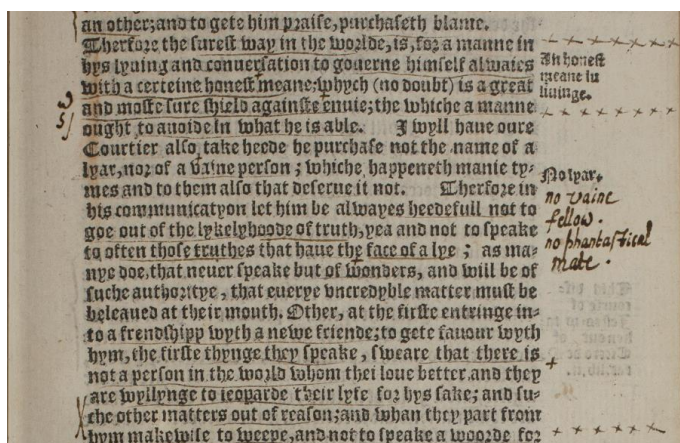 an other; and to gete him praise, purchaseth blame.
Therfore the surest way in the worlde, is, for a manne in
hys lyuing and conuersation to gouerne himself alwaies
with a certeine honest meane; whych (no doubt) is a great
and moste sure shield againste enuie; the whiche a manne
ought to auoide in what he is able. I wyll haue oure
Courtier also, take heede he purchase not the name of a
lyar, nor of a vaine person; whiche happeneth manie ty-
mes and to them also that deserue it not. Therfore in
his communicatyon let him be alwayes heedefull not to
goe out of the lykelyhoode of truth, yea and not to speake
to often those truthes that haue the face of a lye; as ma-
nye doe, that neuer speake but of wonders, and will be of
suche authoritye, that euerye vncredyble matter must be
beleaued at their mouth. Other, at the firste entringe in-
to a frendshipp wyth a newe friende; to gete fauour wyth
hym, the firste thynge they speake, sweare that there is
not a person in the world whom thei loue better and they
are wyllynge to ieoparde their lyfe for hys sake; and su-
che other matters out of reason; and whan they part from
hym make wise to weepe, and not to speake a woorde for
In honest
meane in
liuinge.
No lyar.
no vaine
fellow.
no phantastical
mate.